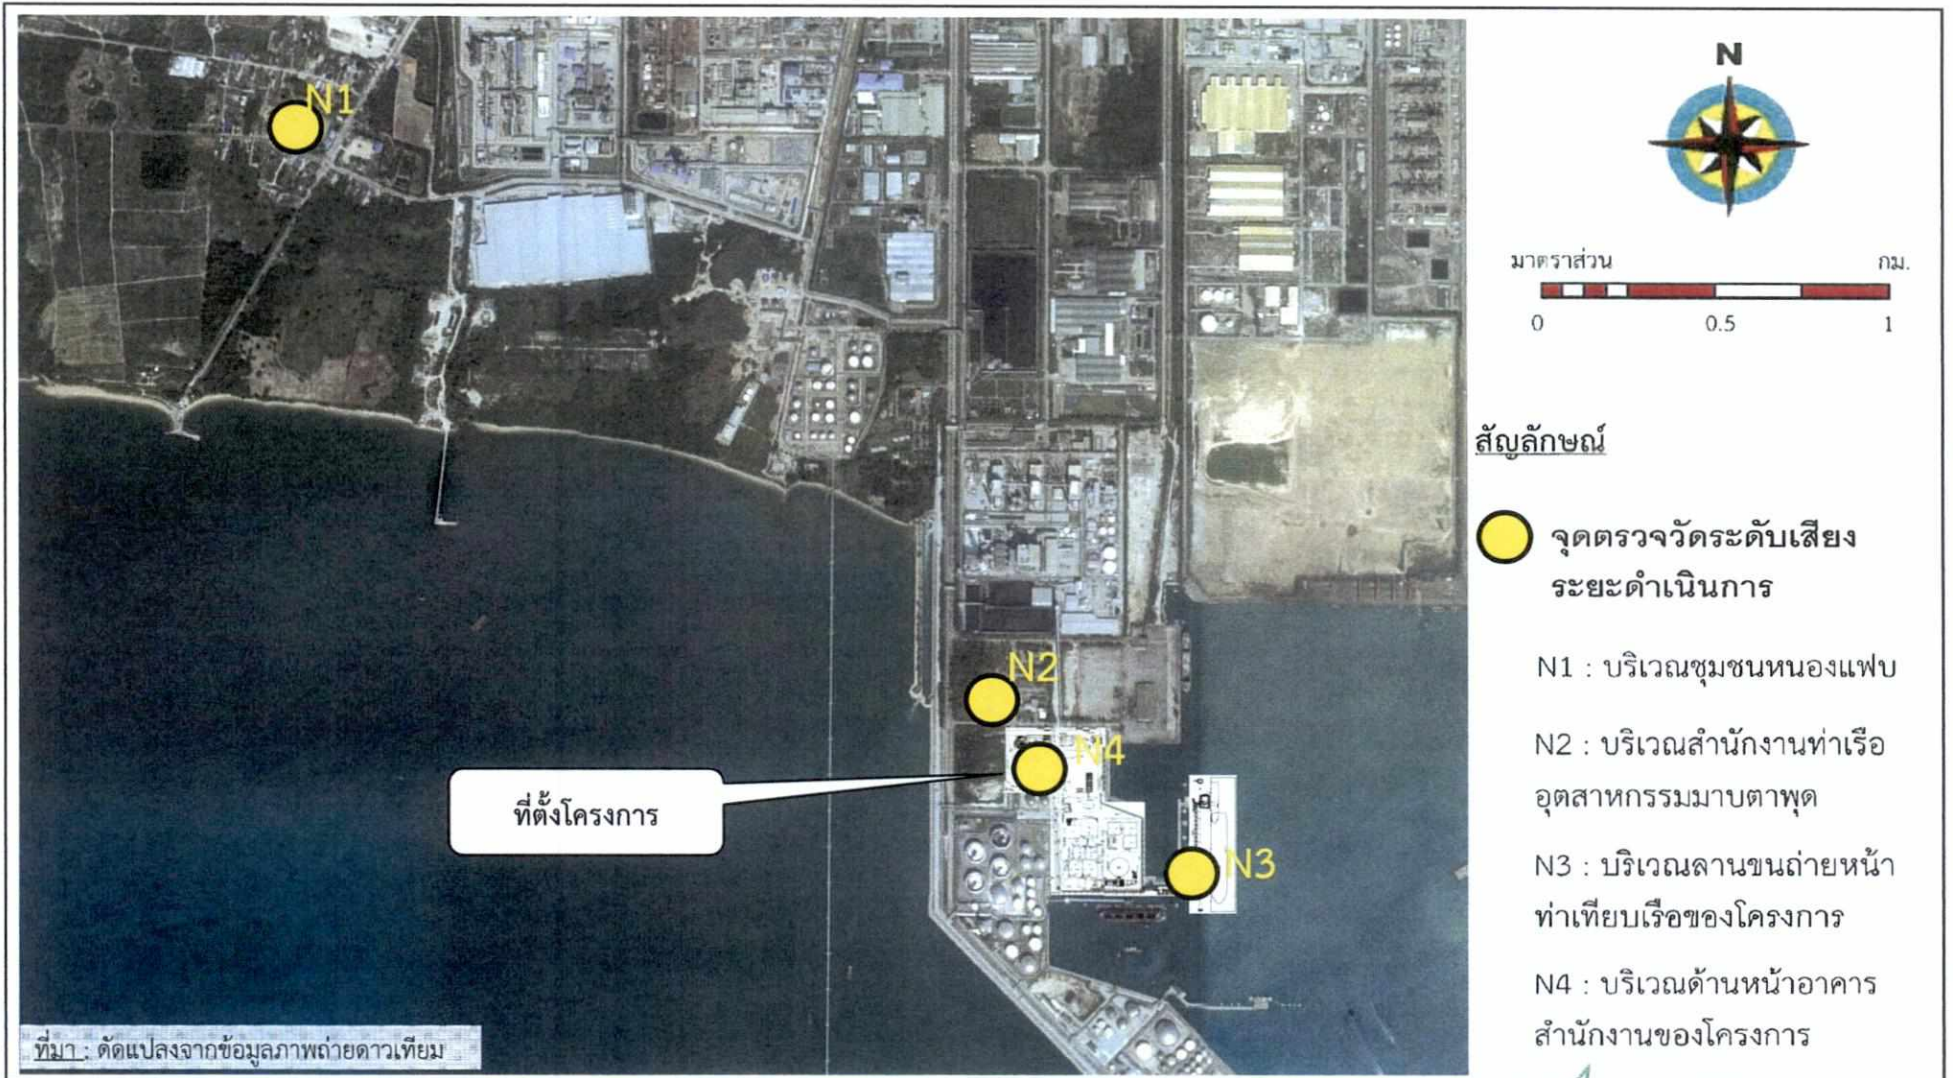 N1
N
มาตราส่วน กม.
0 0.5 1
สัญลักษณ์
จุดตรวจวัดระดับเสียง
ระยะดำเนินการ
N2
N1 : บริเวณชุมชนหนองแฟบ
N4
N2 : บริเวณสำนักงานท่าเรือ
อุตสาหกรรมมาบตาพุด
ที่ตั้งโครงการ
N3
N3 : บริเวณลานขนถ่ายหน้า
ท่าเทียบเรือของโครงการ
N4 : บริเวณด้านหน้าอาคาร
สำนักงานของโครงการ
ที่มา : ดัดแปลงจากข้อมูลภาพถ่ายดาวเทียม